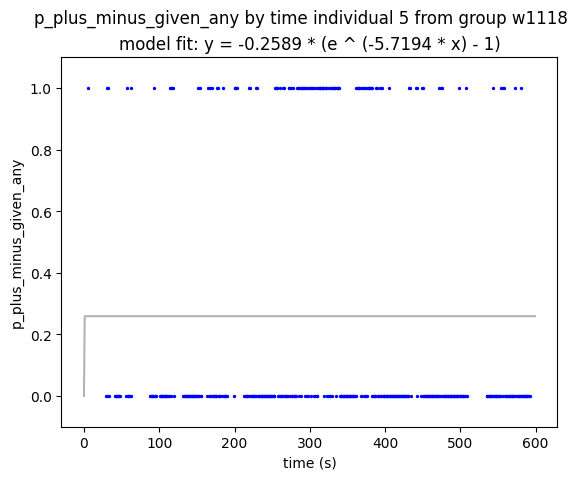 p_plus_minus_given_any by time individual 5 from group w1118
model fit: y = -0.2589 * (e ^ (-5.7194 * x) - 1)
1.0
0.8
0.6
0.4
0.2
0.0
p_plus_minus_given_any
0 100 200 300 400 500 600
time (s)